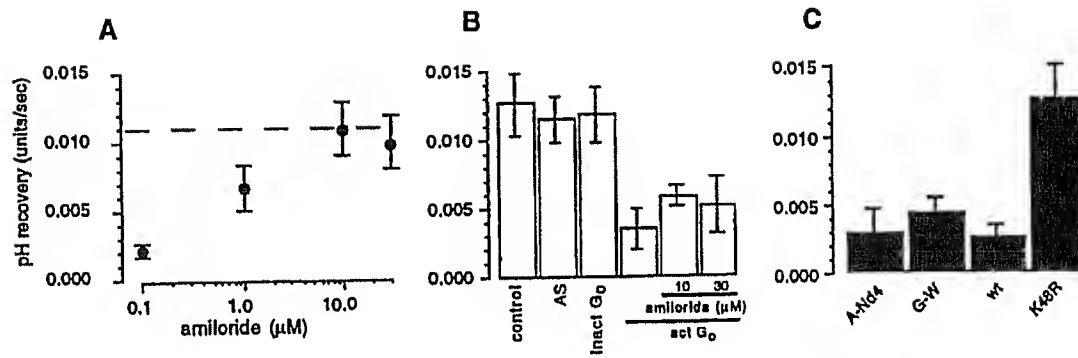 A
pH recovery (units/sec)
0.015
0.010
0.005
0.000
0.1
1.0
10.0
amiloride (µM)
B
0.015
0.010
0.005
0.000
control
AS
Inact G₀
10
30
amiloride (µM)
act G₀
C
0.015
0.010
0.005
0.000
A-Nd4
G-W
wt
K48R